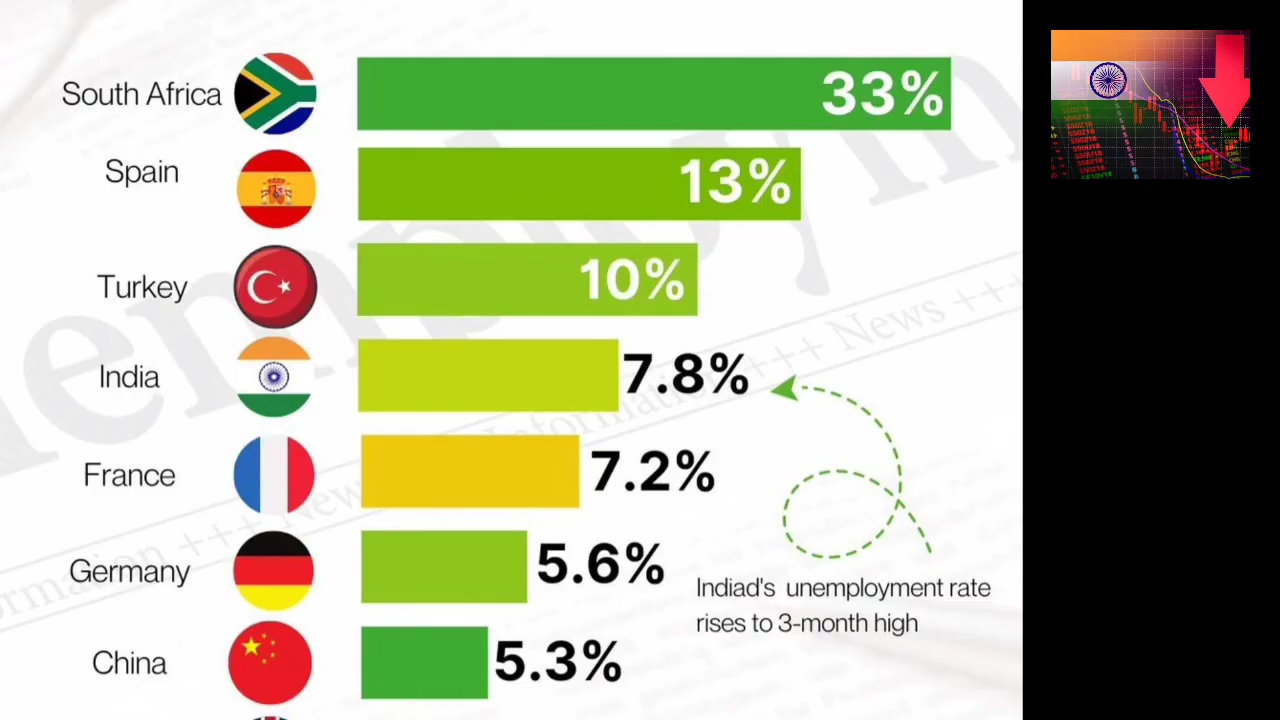 South Africa 33%
Spain 13%
Turkey 10%
India 7.8%
France 7.2%
Germany 5.6%
Indiad's unemployment rate
rises to 3-month high
China 5.3%
+++ News +++